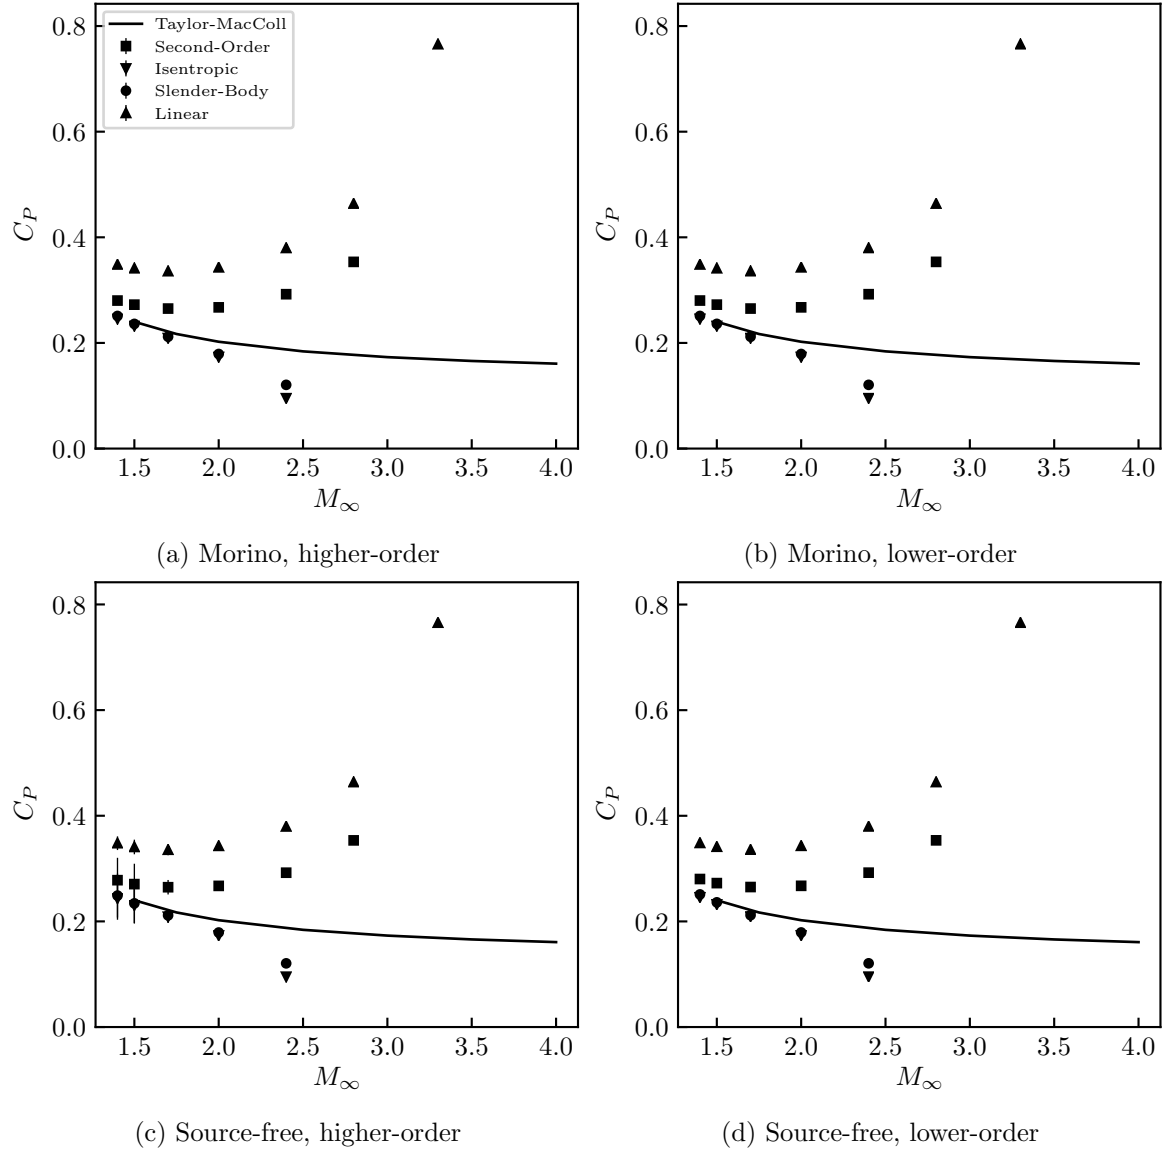 Taylor-MacColl
Second-Order
Isentropic
Slender-Body
Linear
0.8
0.6
0.4
0.2
0.0
C_P
1.5 2.0 2.5 3.0 3.5 4.0
M_∞
(a) Morino, higher-order
0.8
0.6
0.4
0.2
0.0
C_P
1.5 2.0 2.5 3.0 3.5 4.0
M_∞
(b) Morino, lower-order
0.8
0.6
0.4
0.2
0.0
C_P
1.5 2.0 2.5 3.0 3.5 4.0
M_∞
(c) Source-free, higher-order
0.8
0.6
0.4
0.2
0.0
C_P
1.5 2.0 2.5 3.0 3.5 4.0
M_∞
(d) Source-free, lower-order